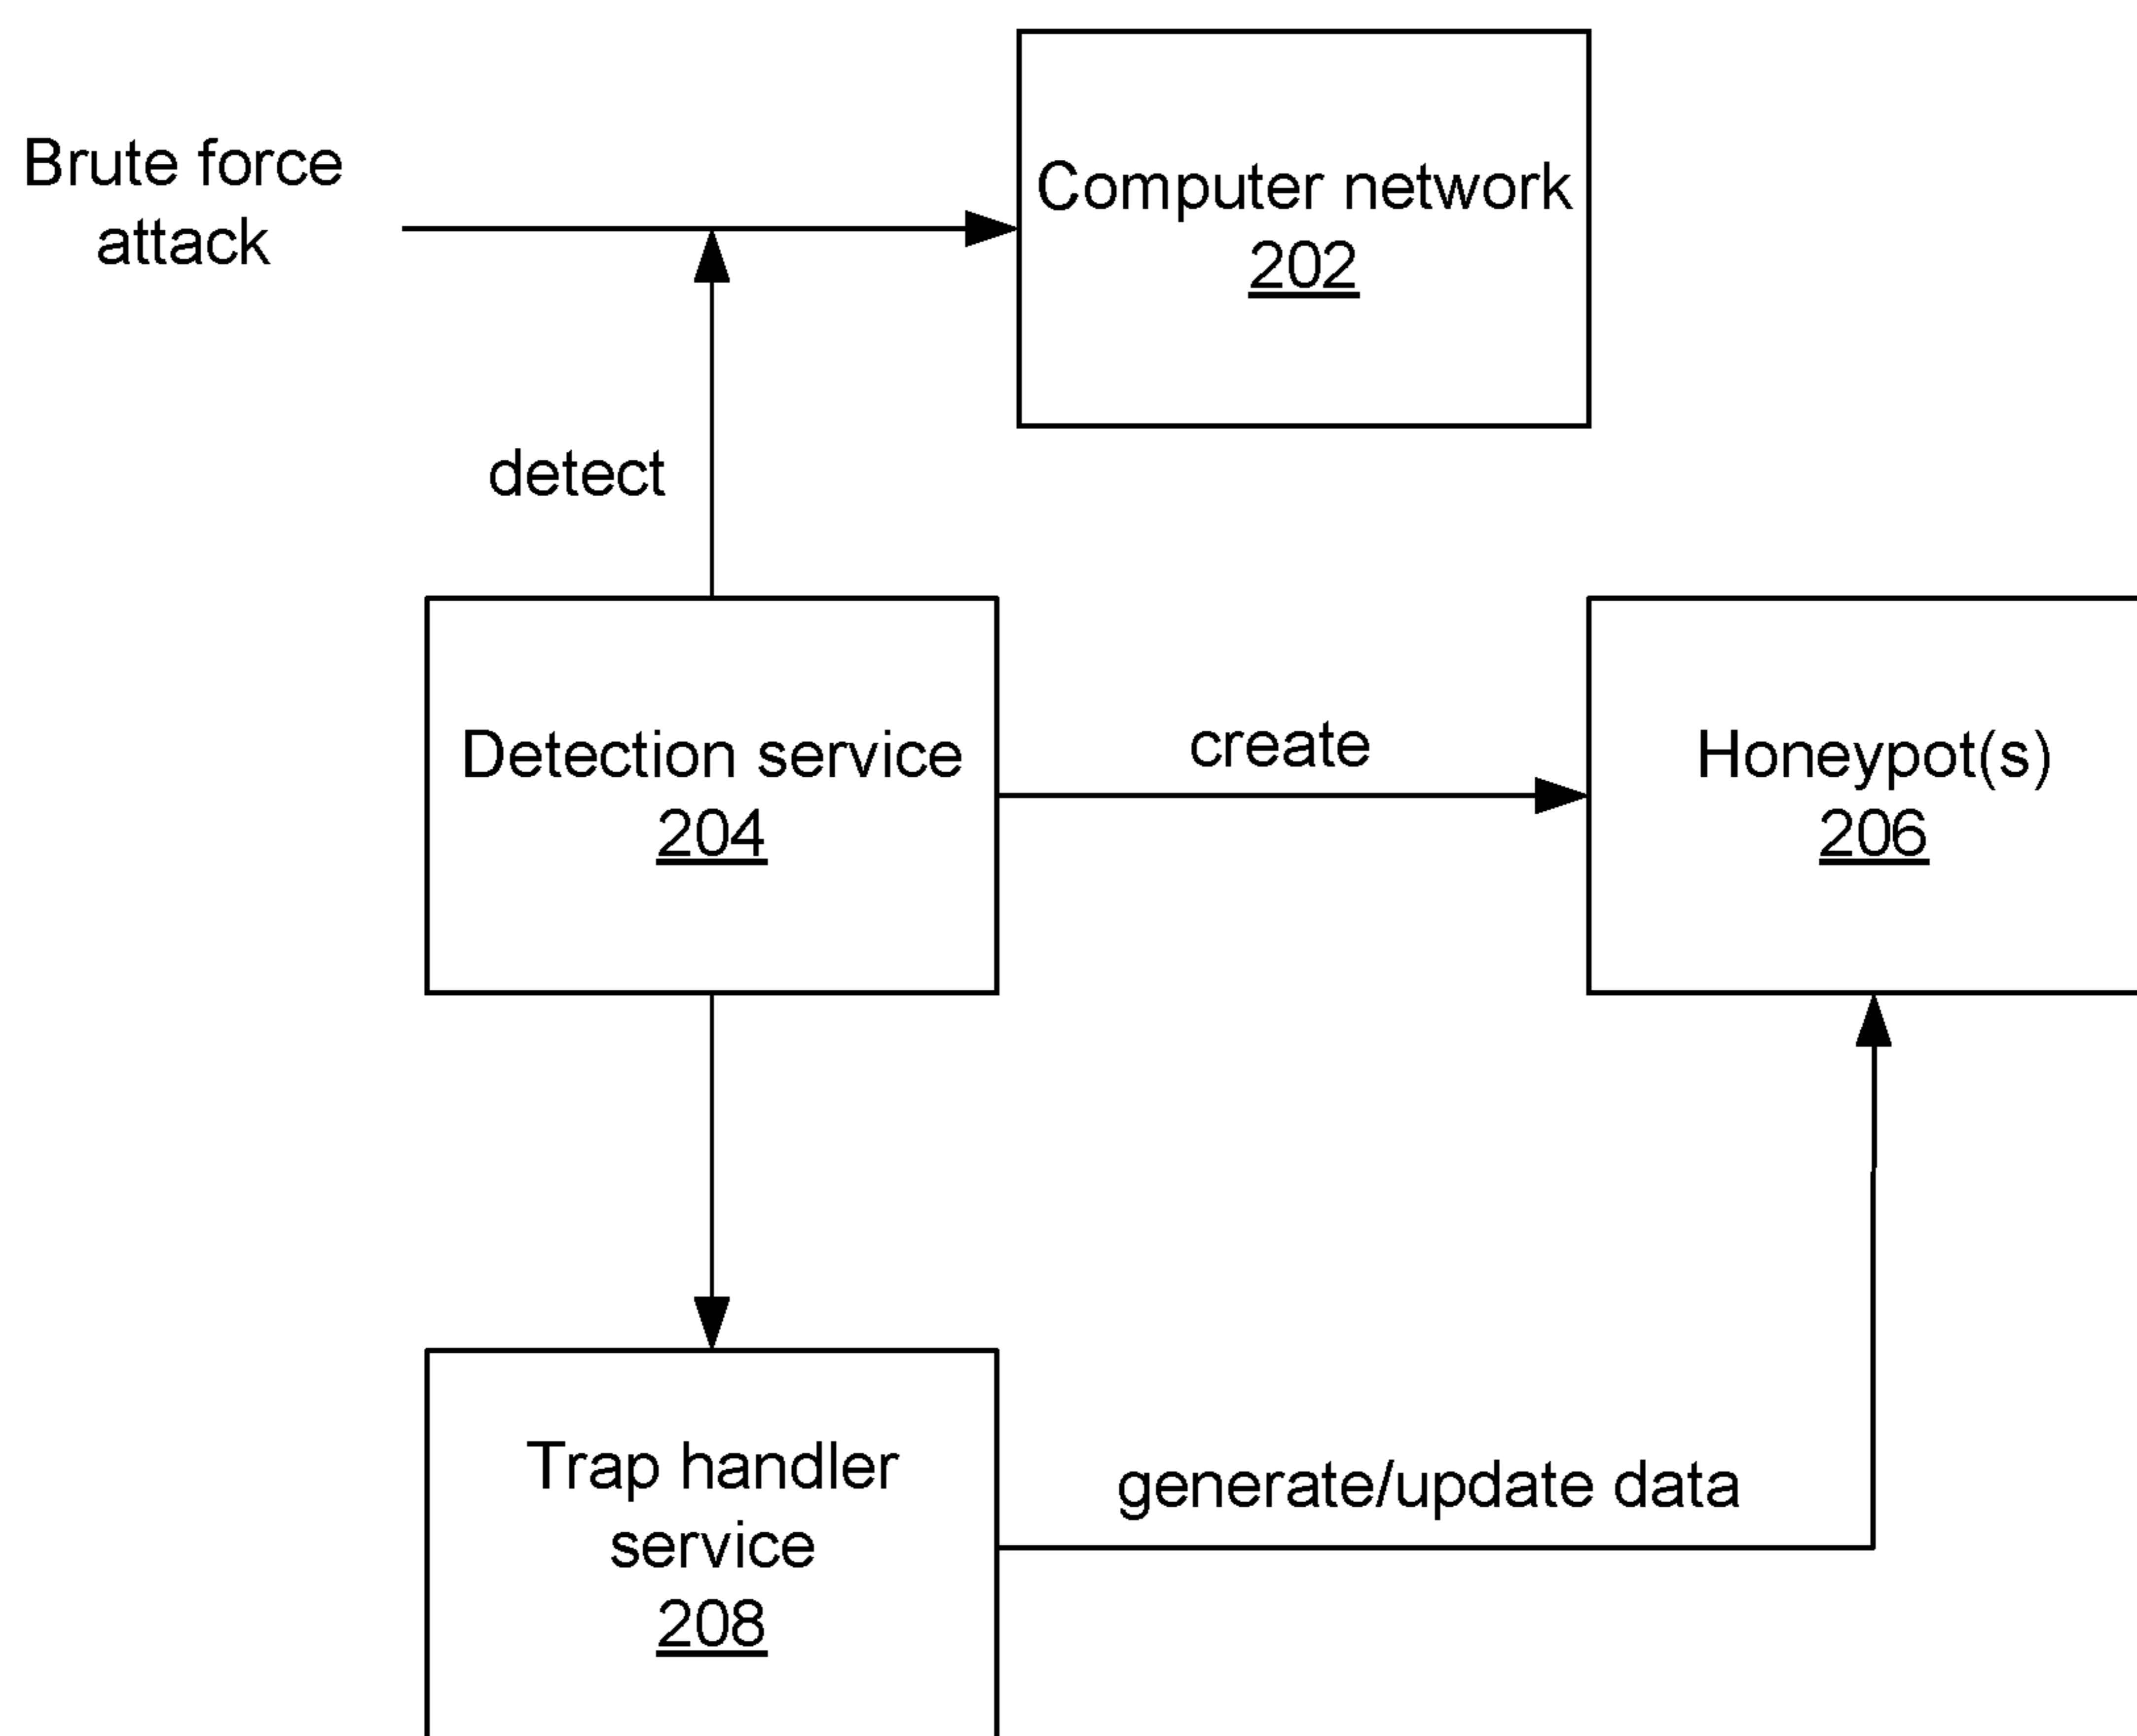 Brute force
attack
Computer network
202
detect
Detection service
204
create
Honeypot(s)
206
Trap handler
service
208
generate/update data